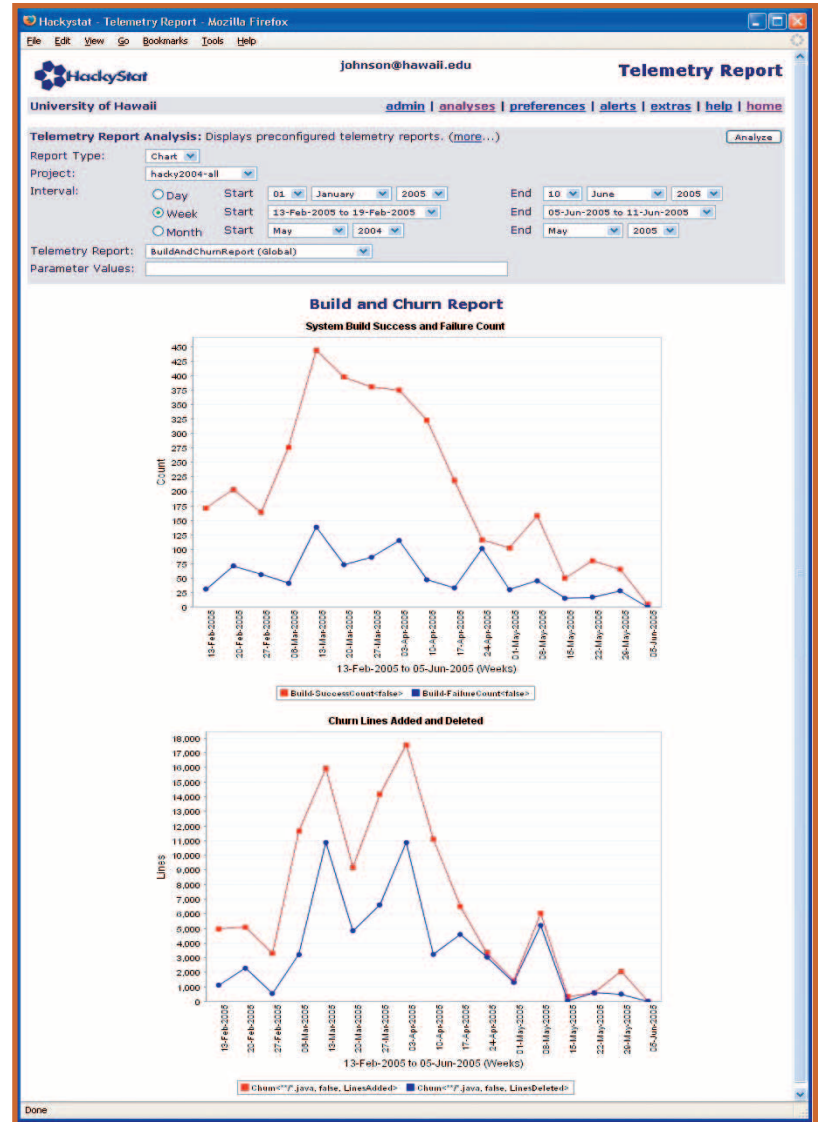 Hackystat - Telemetry Report - Mozilla Firefox
File Edit View Go Bookmarks Tools Help
HackyStat
johnson@hawaii.edu
Telemetry Report
University of Hawaii
admin | analyses | preferences | alerts | extras | help | home
Telemetry Report Analysis: Displays preconfigured telemetry reports. (more...)
Analyze
Report Type: Chart
Project: hacky2004-all
Interval: Day Start 01 January 2005 End 10 June 2005
Week Start 13-Feb-2005 to 19-Feb-2005 End 05-Jun-2005 to 11-Jun-2005
Month Start May 2004 End May 2005
Telemetry Report: BuildAndChurnReport (Global)
Parameter Values:
Build and Churn Report
System Build Success and Failure Count
450
425
400
375
350
325
300
275
250
225
200
175
150
125
100
75
50
25
0
Count
13-Feb-2005
20-Feb-2005
27-Feb-2005
06-Mar-2005
13-Mar-2005
20-Mar-2005
27-Mar-2005
03-Apr-2005
10-Apr-2005
17-Apr-2005
24-Apr-2005
01-May-2005
08-May-2005
15-May-2005
22-May-2005
29-May-2005
05-Jun-2005
13-Feb-2005 to 05-Jun-2005 (Weeks)
Build-SuccessCount<false> Build-FailureCount<false>
Churn Lines Added and Deleted
18,000
17,000
16,000
15,000
14,000
13,000
12,000
11,000
10,000
9,000
8,000
7,000
6,000
5,000
4,000
3,000
2,000
1,000
0
Lines
13-Feb-2005
20-Feb-2005
27-Feb-2005
06-Mar-2005
13-Mar-2005
20-Mar-2005
27-Mar-2005
03-Apr-2005
10-Apr-2005
17-Apr-2005
24-Apr-2005
01-May-2005
08-May-2005
15-May-2005
22-May-2005
29-May-2005
05-Jun-2005
13-Feb-2005 to 05-Jun-2005 (Weeks)
Churn<**/*.java, false, LinesAdded> Churn<**/*.java, false, LinesDeleted>
Done